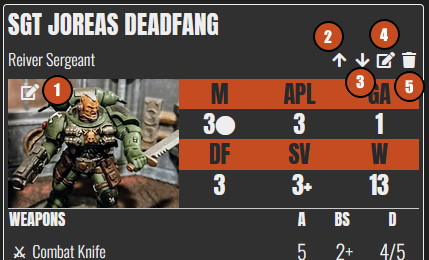 SGT JOREAS DEADFANG
2
4
Reiver Sergeant
3
5
1
M APL GA
3 3 1
DF SV W
3 3+ 13
WEAPONS A BS D
Combat Knife 5 2+ 4/5